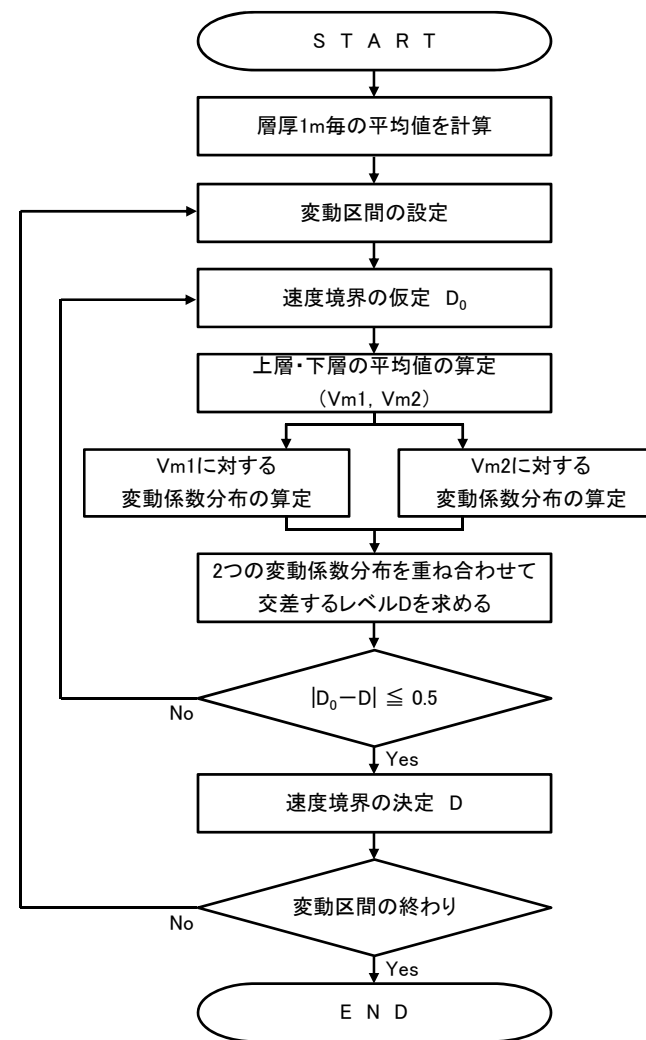 S T A R T
層厚1m毎の平均値を計算
変動区間の設定
速度境界の仮定 D₀
上層・下層の平均値の算定
(Vm1, Vm2)
Vm1に対する
変動係数分布の算定
Vm2に対する
変動係数分布の算定
2つの変動係数分布を重ね合わせて
交差するレベルDを求める
|D₀－D| ≦ 0.5
No
Yes
速度境界の決定 D
変動区間の終わり
No
Yes
E N D